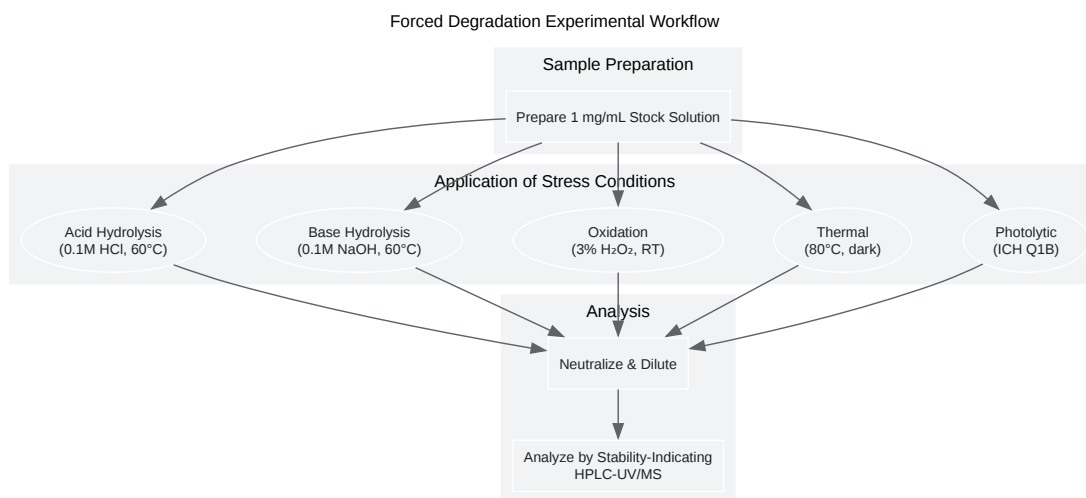 Forced Degradation Experimental Workflow
Sample Preparation
Prepare 1 mg/mL Stock Solution
Application of Stress Conditions
Acid Hydrolysis
(0.1M HCl, 60°C)
Base Hydrolysis
(0.1M NaOH, 60°C)
Oxidation
(3% H₂O₂, RT)
Thermal
(80°C, dark)
Photolytic
(ICH Q1B)
Analysis
Neutralize & Dilute
Analyze by Stability-Indicating
HPLC-UV/MS